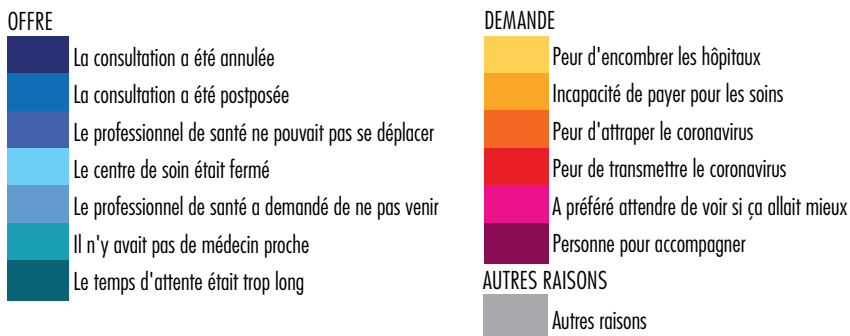 OFFRE
La consultation a été annulée
La consultation a été postposée
Le professionnel de santé ne pouvait pas se déplacer
Le centre de soin était fermé
Le professionnel de santé a demandé de ne pas venir
Il n'y avait pas de médecin proche
Le temps d'attente était trop long
DEMANDE
Peur d'encombrer les hôpitaux
Incapacité de payer pour les soins
Peur d'attraper le coronavirus
Peur de transmettre le coronavirus
A préféré attendre de voir si ça allait mieux
Personne pour accompagner
AUTRES RAISONS
Autres raisons